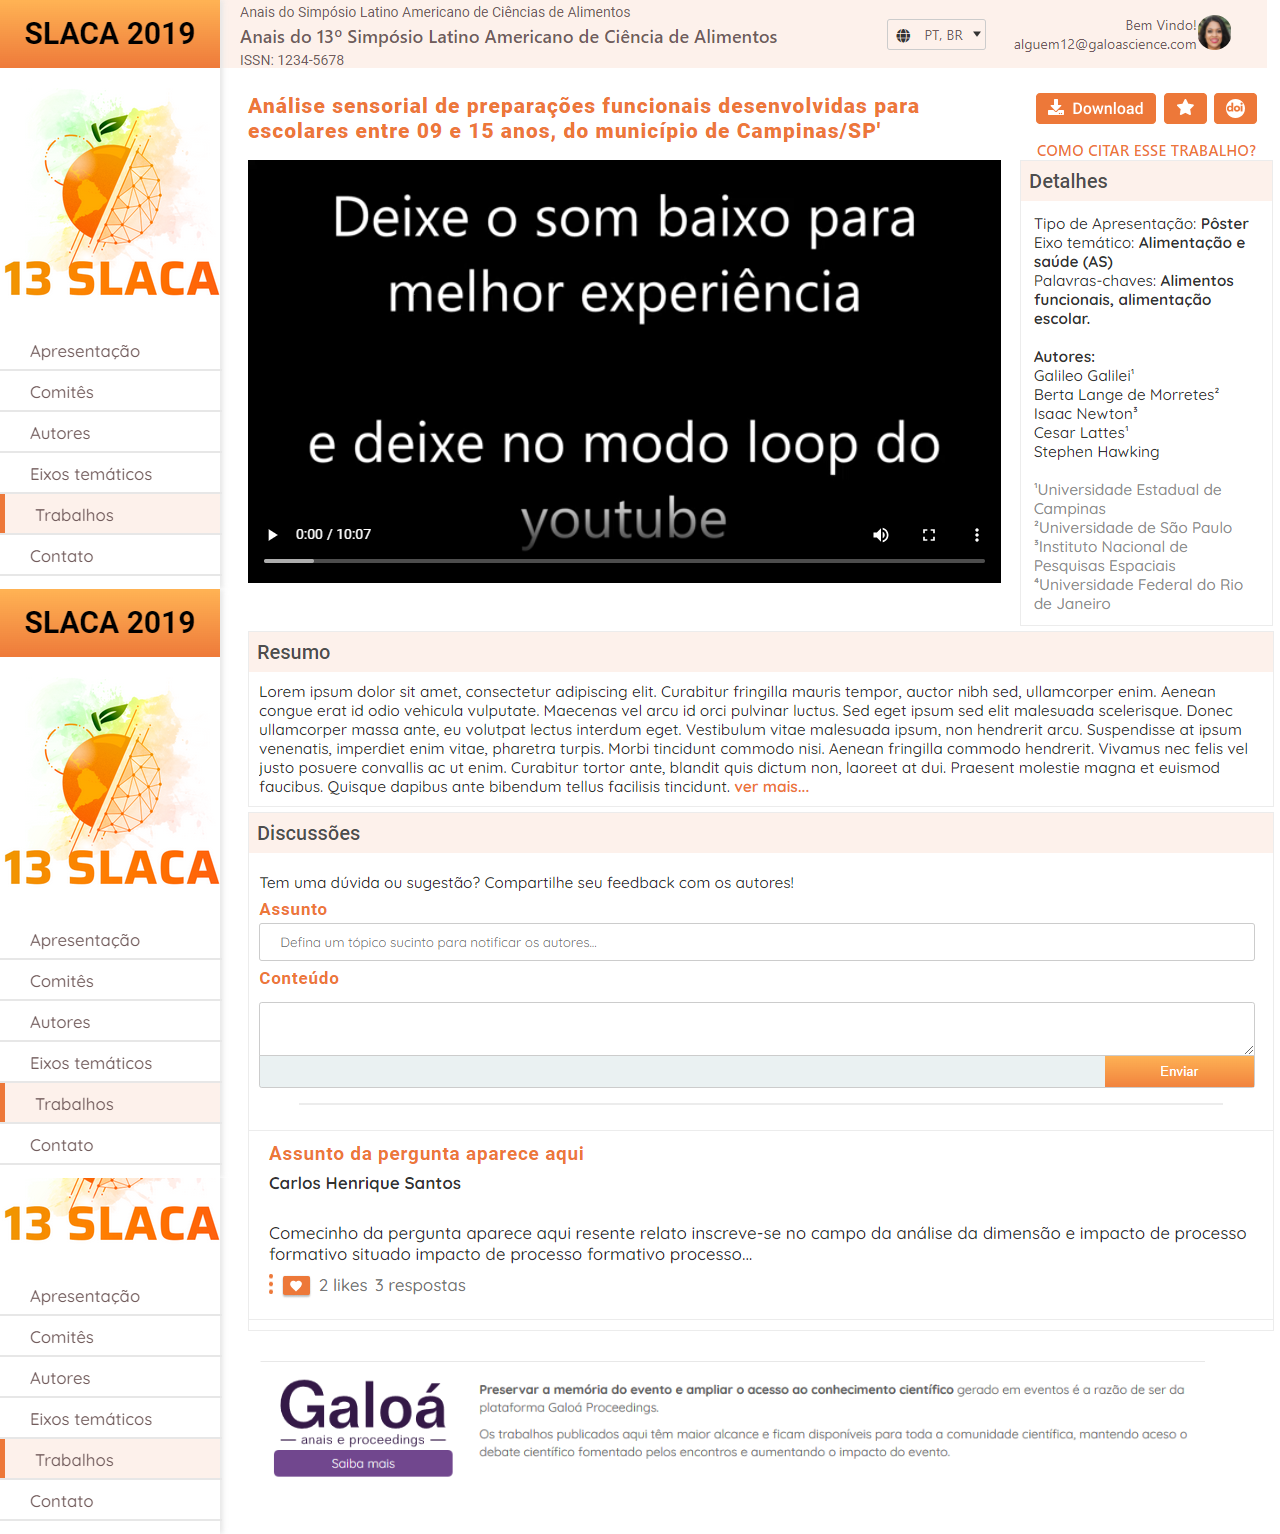 SLACA 2019
Anais do Simpósio Latino Americano de Ciências de Alimentos
Anais do 13º Simpósio Latino Americano de Ciência de Alimentos
ISSN: 1234-5678
PT, BR
Bem Vindo!
alguem12@galoascience.com
13 SLACA
Apresentação
Comitês
Autores
Eixos temáticos
Trabalhos
Contato
SLACA 2019
13 SLACA
Apresentação
Comitês
Autores
Eixos temáticos
Trabalhos
Contato
13 SLACA
Apresentação
Comitês
Autores
Eixos temáticos
Trabalhos
Contato
Análise sensorial de preparações funcionais desenvolvidas para
escolares entre 09 e 15 anos, do município de Campinas/SP'
Download
doi
COMO CITAR ESSE TRABALHO?
Deixe o som baixo para
melhor experiência
e deixe no modo loop do
youtube
0:00 / 10:07
Detalhes
Tipo de Apresentação: Pôster
Eixo temático: Alimentação e
saúde (AS)
Palavras-chaves: Alimentos
funcionais, alimentação
escolar.
Autores:
Galileo Galilei¹
Berta Lange de Morretes²
Isaac Newton³
Cesar Lattes¹
Stephen Hawking
¹Universidade Estadual de
Campinas
²Universidade de São Paulo
³Instituto Nacional de
Pesquisas Espaciais
⁴Universidade Federal do Rio
de Janeiro
Resumo
Lorem ipsum dolor sit amet, consectetur adipiscing elit. Curabitur fringilla mauris tempor, auctor nibh sed, ullamcorper enim. Aenean
congue erat id odio vehicula vulputate. Maecenas vel arcu id orci pulvinar luctus. Sed eget ipsum sed elit malesuada scelerisque. Donec
ullamcorper massa ante, eu volutpat lectus interdum eget. Vestibulum vitae malesuada ipsum, non hendrerit arcu. Suspendisse at ipsum
venenatis, imperdiet enim vitae, pharetra turpis. Morbi tincidunt commodo nisi. Aenean fringilla commodo hendrerit. Vivamus nec felis vel
justo posuere convallis ac ut enim. Curabitur tortor ante, blandit quis dictum non, laoreet at dui. Praesent molestie magna et euismod
faucibus. Quisque dapibus ante bibendum tellus facilisis tincidunt. ver mais...
Discussões
Tem uma dúvida ou sugestão? Compartilhe seu feedback com os autores!
Assunto
Defina um tópico sucinto para notificar os autores...
Conteúdo
Enviar
Assunto da pergunta aparece aqui
Carlos Henrique Santos
Comecinho da pergunta aparece aqui resente relato inscreve-se no campo da análise da dimensão e impacto de processo
formativo situado impacto de processo formativo processo...
2 likes 3 respostas
Galoá
anais e proceedings
Saiba mais
Preservar a memória do evento e ampliar o acesso ao conhecimento científico gerado em eventos é a razão de ser da
plataforma Galoá Proceedings.
Os trabalhos publicados aqui têm maior alcance e ficam disponíveis para toda a comunidade científica, mantendo aceso o
debate científico fomentado pelos encontros e aumentando o impacto do evento.